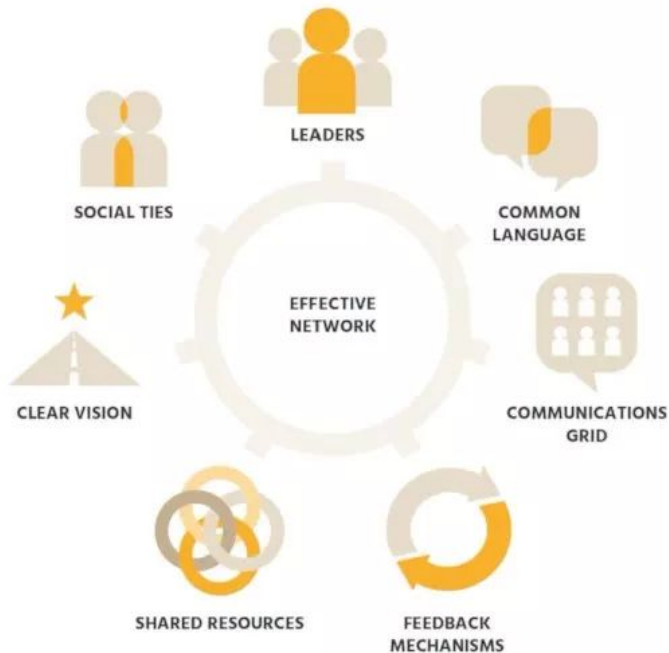 LEADERS
SOCIAL TIES
COMMON
LANGUAGE
EFFECTIVE
NETWORK
CLEAR VISION
COMMUNICATIONS
GRID
SHARED RESOURCES
FEEDBACK
MECHANISMS